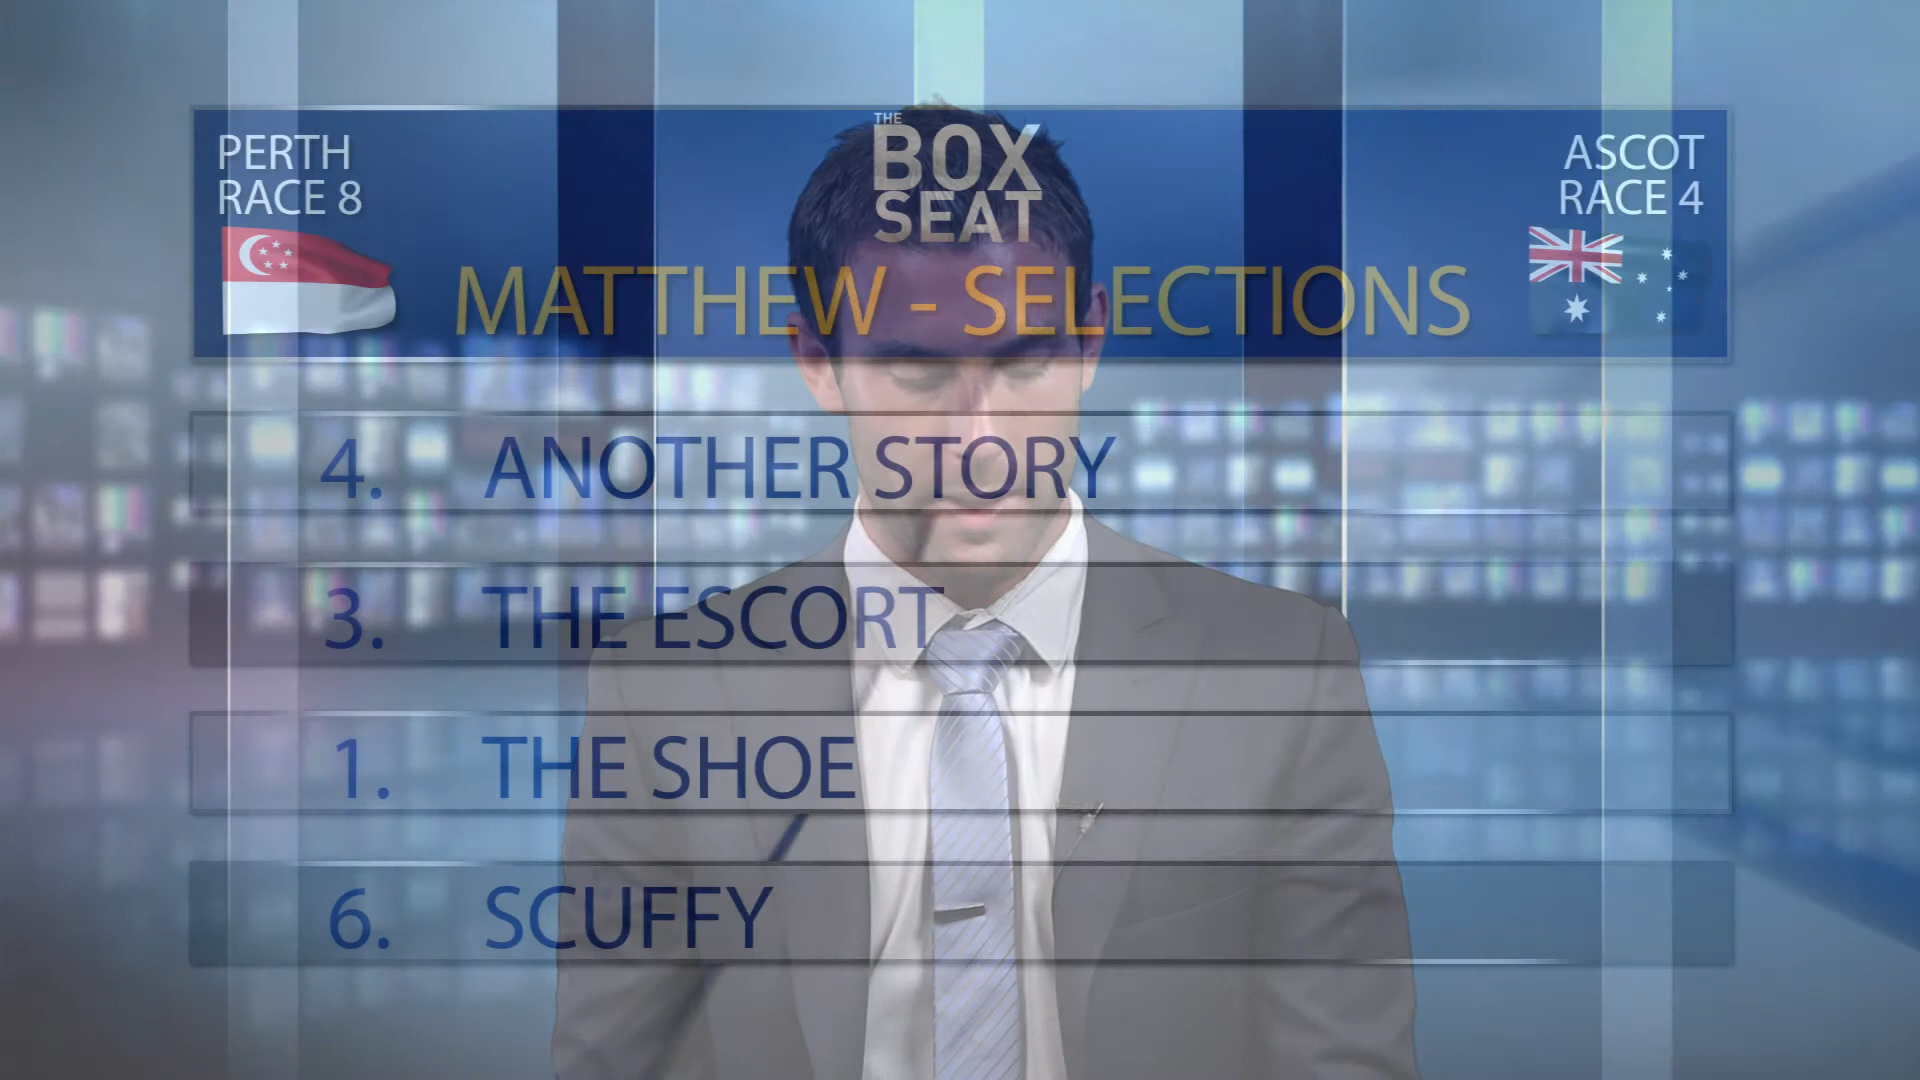 PERTH
RACE 8
THE
BOX
SEAT
ASCOT
RACE 4
MATTHEW - SELECTIONS
4. ANOTHER STORY
3. THE ESCORT
1. THE SHOE
6. SCUFFY